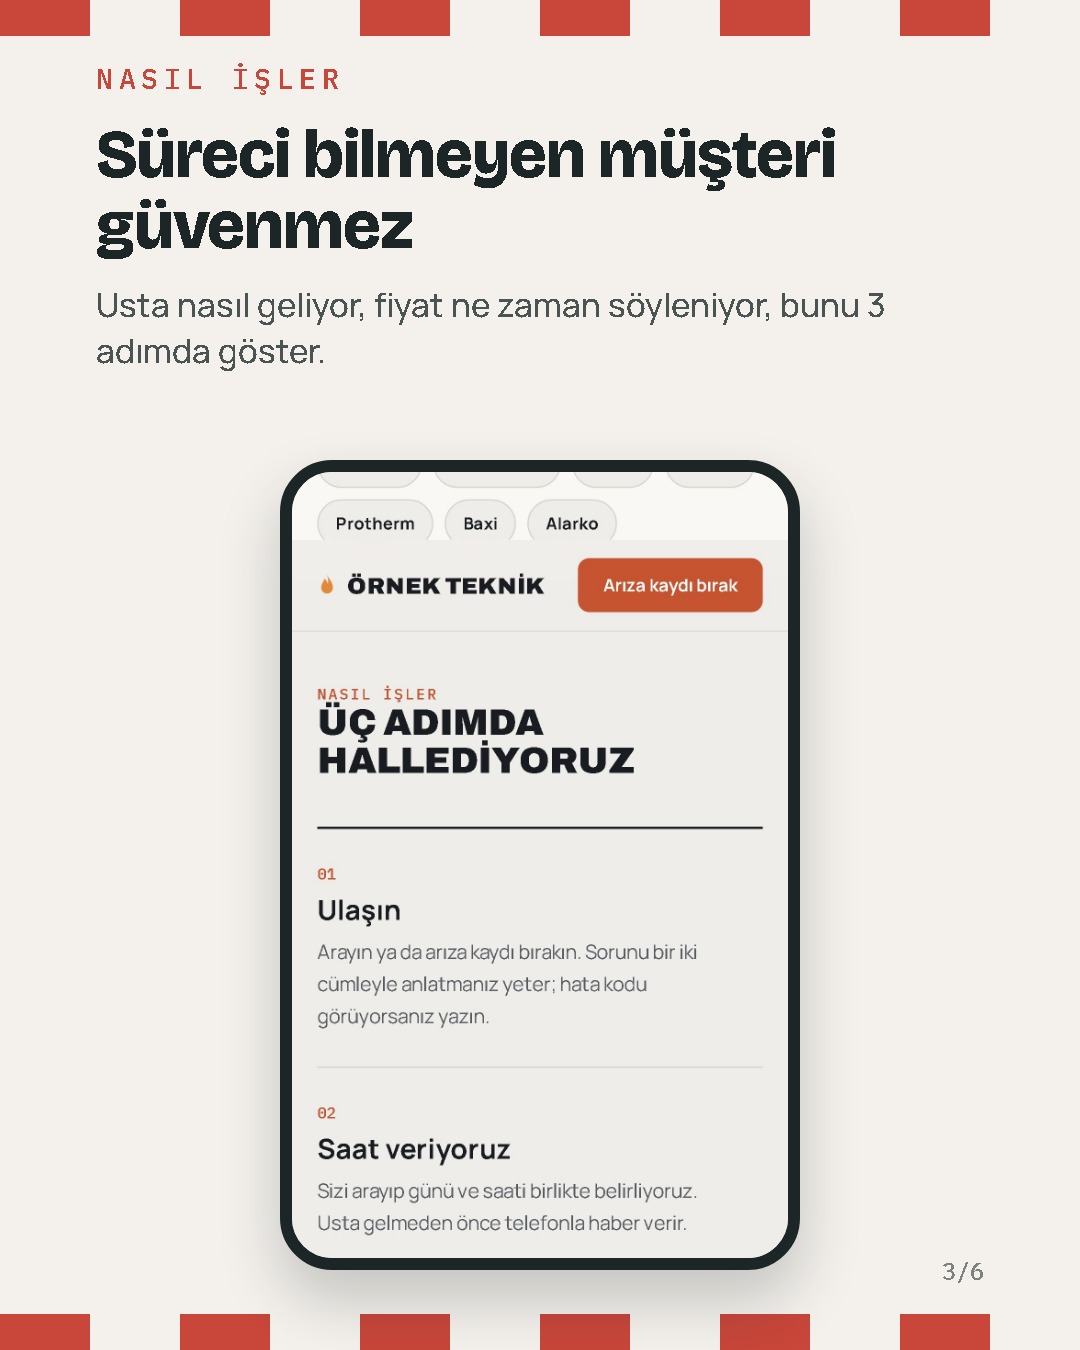 NASIL İŞLER
Süreci bilmeyen müşteri
güvenmez
Usta nasıl geliyor, fiyat ne zaman söyleniyor, bunu 3
adımda göster.
Protherm Baxi Alarko
ÖRNEK TEKNİK Arıza kaydı bırak
NASIL İŞLER
ÜÇ ADIMDA
HALLEDİYORUZ
01
Ulaşın
Arayın ya da arıza kaydı bırakın. Sorunu bir iki
cümleyle anlatmanız yeter; hata kodu
görüyorsanız yazın.
02
Saat veriyoruz
Sizi arayıp günü ve saati birlikte belirliyoruz.
Usta gelmeden önce telefonla haber verir.
3/6